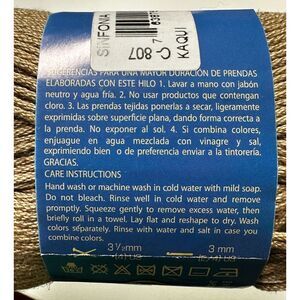 SINFONIA
C 807
KAQUI
SUGERENCIAS PARA UNA MAYOR DURACIÓN DE PRENDAS
ELABORADAS CON ESTE HILO 1. Lavar a mano con jabón
neutro y agua fría. 2. No usar productos que contengan
cloro. 3. Las prendas tejidas ponerlas a secar, ligeramente
exprimidas sobre superficie plana, dando forma correcta a
la prenda. No exponer al sol. 4. Si combina colores,
enjuague en agua mezclada con vinagre y sal,
exprimiendo bien o de preferencia enviar a la tintorería.
GRACIAS.
CARE INSTRUCTIONS
Hand wash or machine wash in cold water with mild soap.
Do not bleach. Rinse well in cold water and remove
promptly. Squeeze gently to remove excess water, then
briefly roll in a towel. Lay flat and reshape to dry. Wash
colors separately. Rinse with water and salt in case you
combine colors.
3 1/2 mm 3 mm